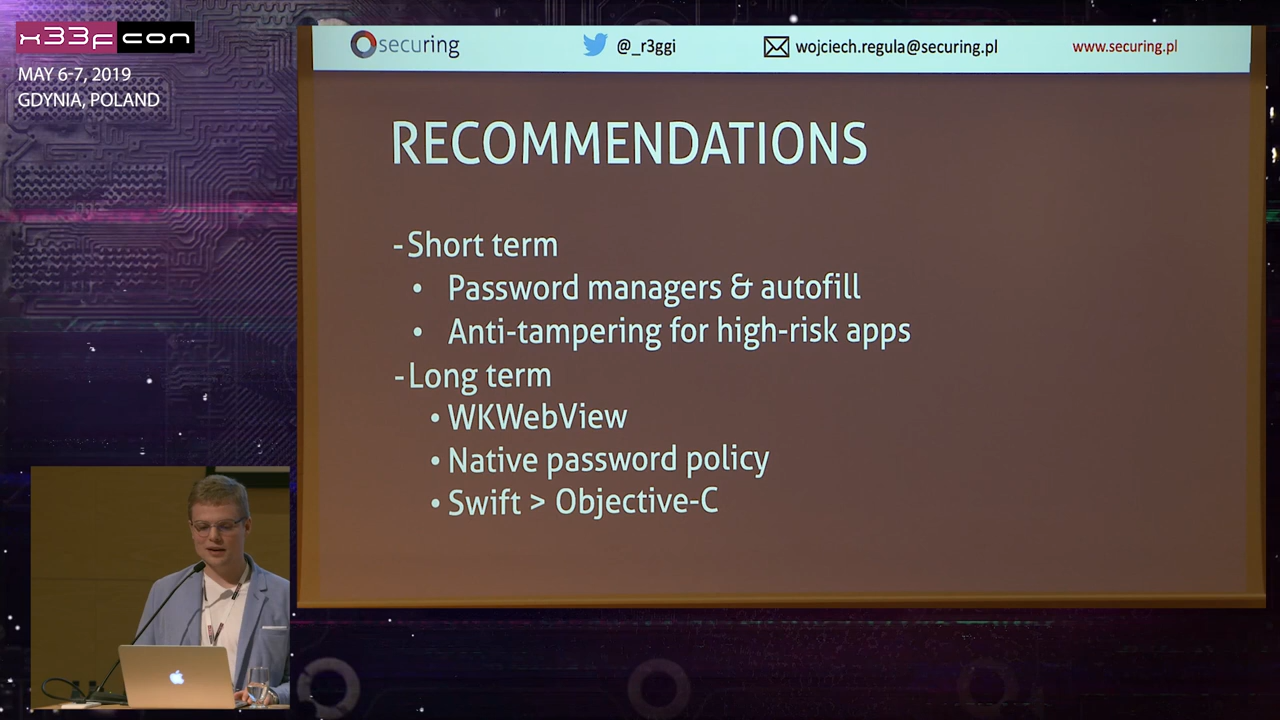 x33fcon
MAY 6-7, 2019
GDYNIA, POLAND
securing
@_r3ggi
wojciech.regula@securing.pl
www.securing.pl
RECOMMENDATIONS
-Short term
• Password managers & autofill
• Anti-tampering for high-risk apps
-Long term
• WKWebView
• Native password policy
• Swift > Objective-C